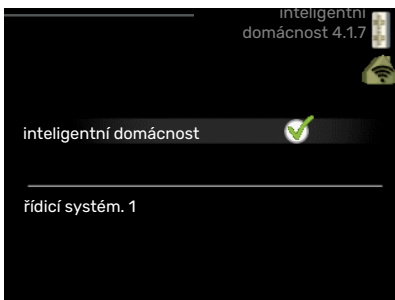 inteligentní
domácnost 4.1.7
inteligentní domácnost
řídicí systém. 1